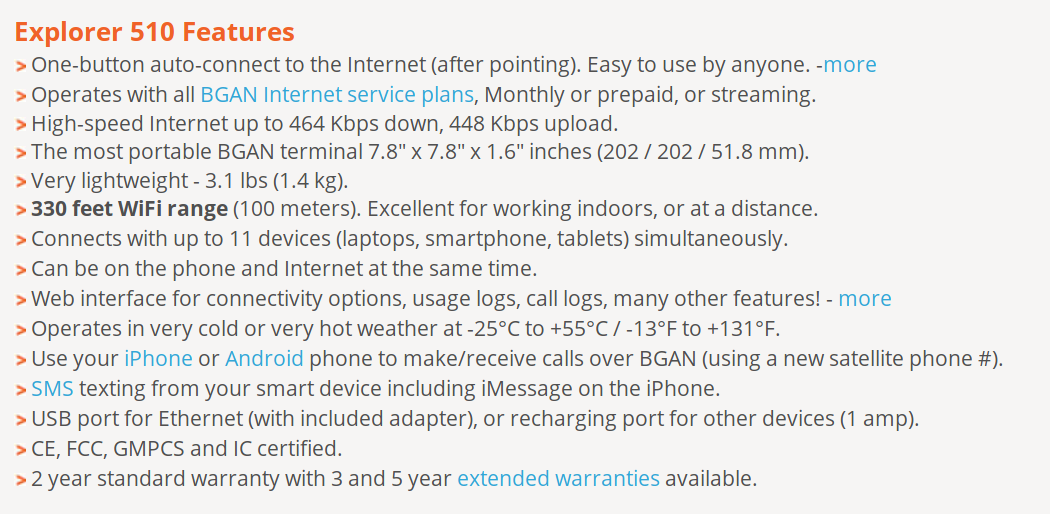 Explorer 510 Features
> One-button auto-connect to the Internet (after pointing). Easy to use by anyone. -more
> Operates with all BGAN Internet service plans, Monthly or prepaid, or streaming.
> High-speed Internet up to 464 Kbps down, 448 Kbps upload.
> The most portable BGAN terminal 7.8" x 7.8" x 1.6" inches (202 / 202 / 51.8 mm).
> Very lightweight - 3.1 lbs (1.4 kg).
> 330 feet WiFi range (100 meters). Excellent for working indoors, or at a distance.
> Connects with up to 11 devices (laptops, smartphone, tablets) simultaneously.
> Can be on the phone and Internet at the same time.
> Web interface for connectivity options, usage logs, call logs, many other features! - more
> Operates in very cold or very hot weather at -25°C to +55°C / -13°F to +131°F.
> Use your iPhone or Android phone to make/receive calls over BGAN (using a new satellite phone #).
> SMS texting from your smart device including iMessage on the iPhone.
> USB port for Ethernet (with included adapter), or recharging port for other devices (1 amp).
> CE, FCC, GMPCS and IC certified.
> 2 year standard warranty with 3 and 5 year extended warranties available.